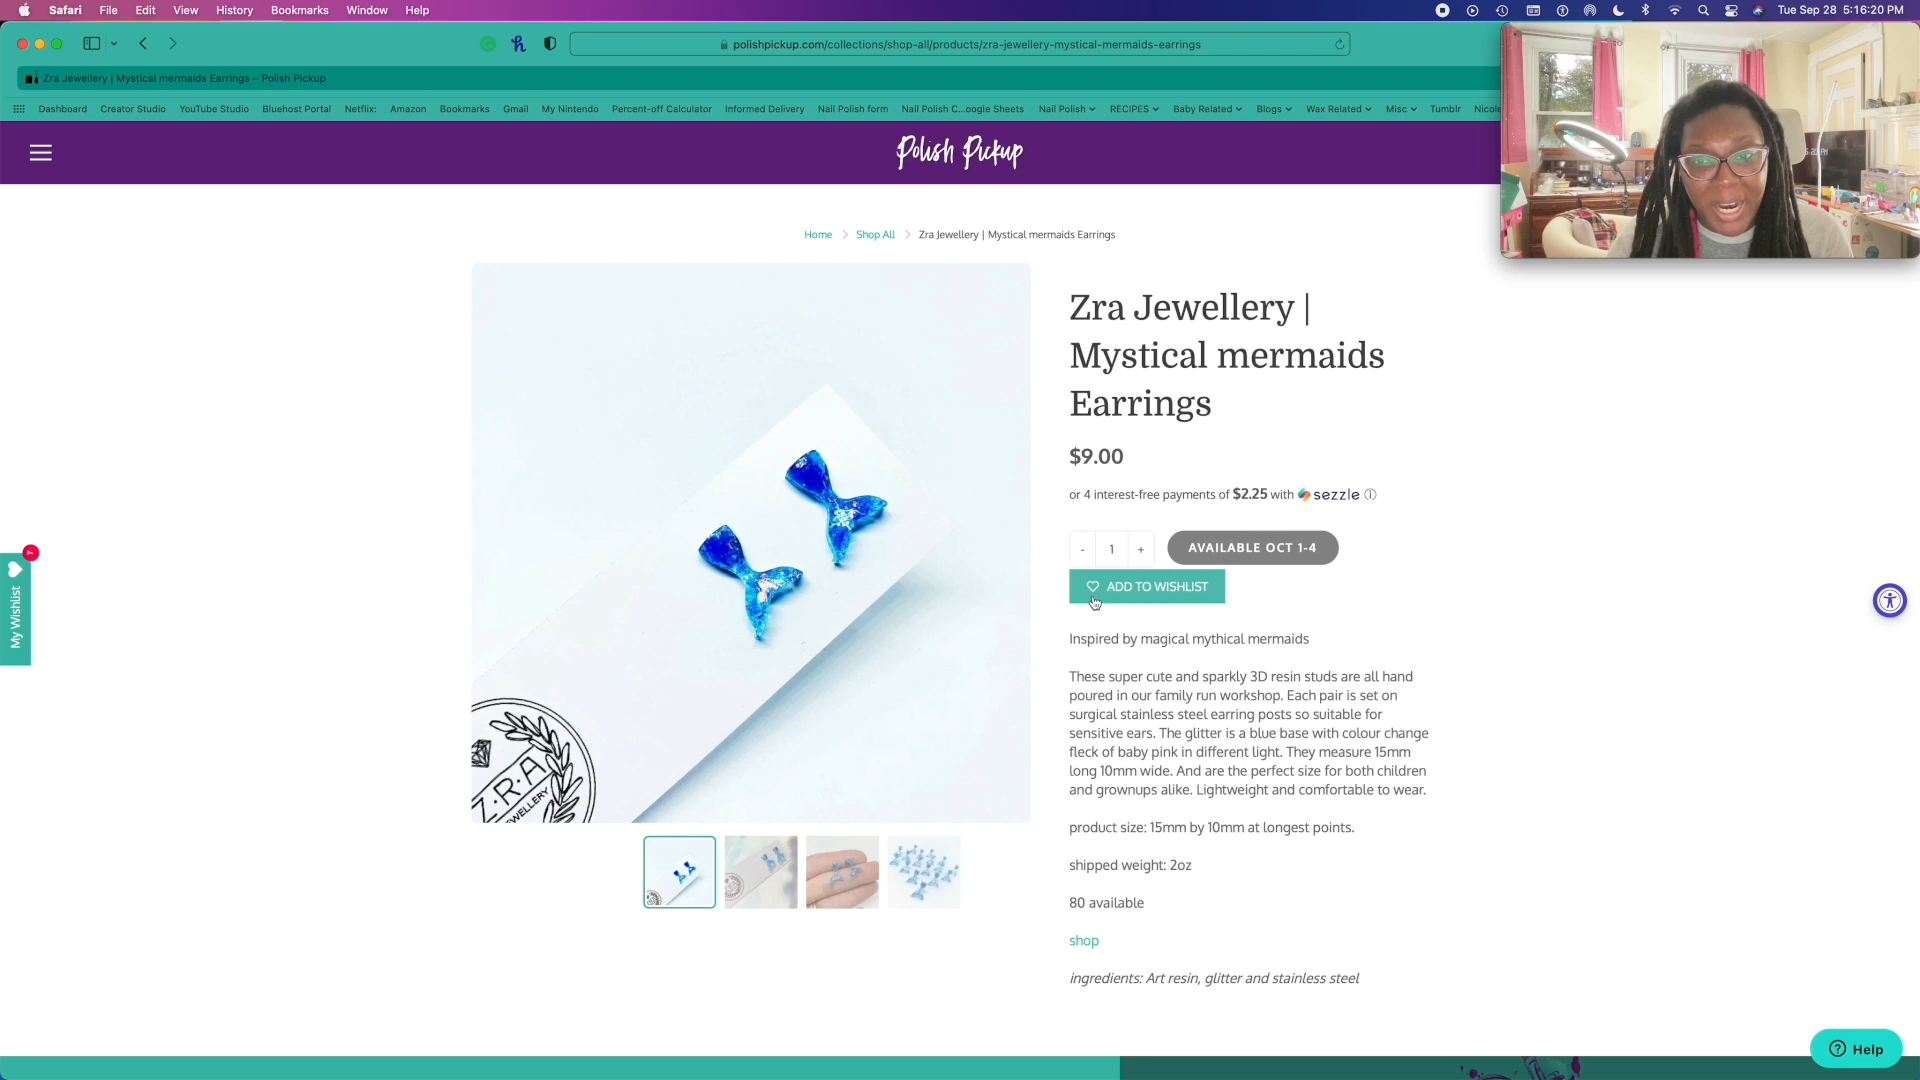 Safari File Edit View History Bookmarks Window Help
Tue Sep 28 5:16:20 PM
polishpickup.com/collections/shop-all/products/zra-jewellery-mystical-mermaids-earrings
Zra Jewellery | Mystical mermaids Earrings – Polish Pickup
Dashboard Creator Studio YouTube Studio Bluehost Portal Netflix: Amazon Bookmarks Gmail My Nintendo Percent-off Calculator Informed Delivery Nail Polish form Nail Polish C...oogle Sheets Nail Polish RECIPES Baby Related Blogs Wax Related Misc Tumblr Nicole
Polish Pickup
Home Shop All Zra Jewellery | Mystical mermaids Earrings
Zra Jewellery |
Mystical mermaids
Earrings
$9.00
or 4 interest-free payments of $2.25 with sezzle
- 1 + AVAILABLE OCT 1-4
ADD TO WISHLIST
My Wishlist
Inspired by magical mythical mermaids
These super cute and sparkly 3D resin studs are all hand
poured in our family run workshop. Each pair is set on
surgical stainless steel earring posts so suitable for
sensitive ears. The glitter is a blue base with colour change
fleck of baby pink in different light. They measure 15mm
long 10mm wide. And are the perfect size for both children
and grownups alike. Lightweight and comfortable to wear.
product size: 15mm by 10mm at longest points.
shipped weight: 2oz
80 available
shop
ingredients: Art resin, glitter and stainless steel
Z.R.A
JEWELLERY
Help